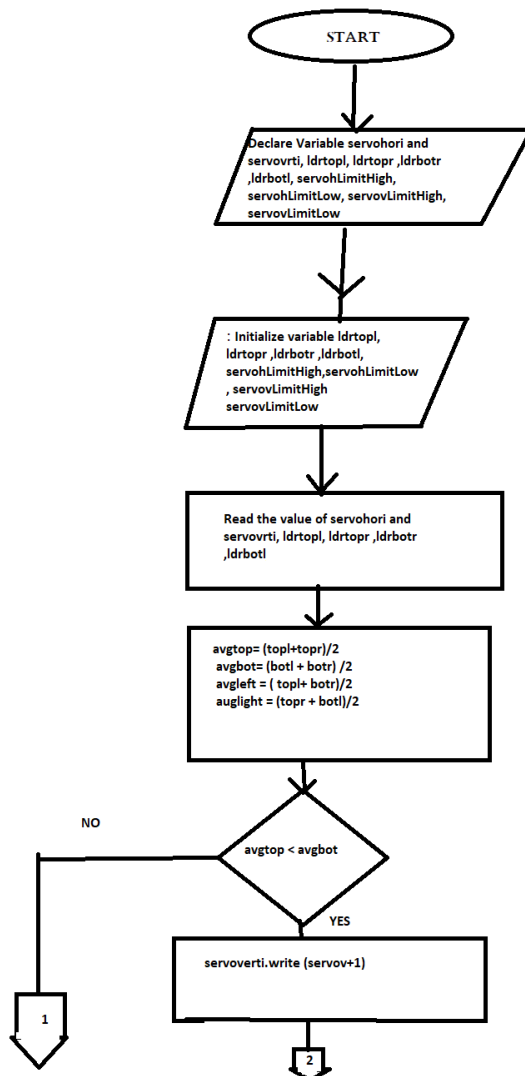 START
Declare Variable servohori and
servovrti, ldrtopl, ldrtopr ,ldrbotr
,ldrbotl, servohLimitHigh,
servohLimitLow, servovLimitHigh,
servovLimitLow
: Initialize variable ldrtopl,
ldrtopr ,ldrbotr ,ldrbotl,
servohLimitHigh,servohLimitLow
, servovLimitHigh
servovLimitLow
Read the value of servohori and
servovrti, ldrtopl, ldrtopr ,ldrbotr
,ldrbotl
avgtop= (topl+topr)/2
avgbot= (botl + botr) /2
avgleft = ( topl+ botr)/2
auglight = (topr + botl)/2
NO
avgtop < avgbot
YES
servoverti.write (servov+1)
1
2